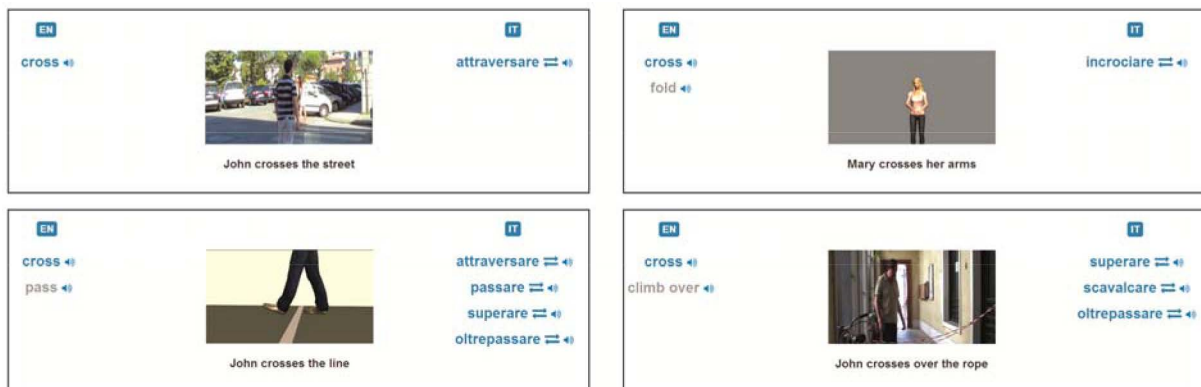 EN
IT
cross
attraversare
John crosses the street
EN
IT
cross
incrociare
fold
Mary crosses her arms
EN
IT
cross
attraversare
pass
passare
superare
oltrepassare
John crosses the line
EN
IT
cross
superare
climb over
scavalcare
oltrepassare
John crosses over the rope